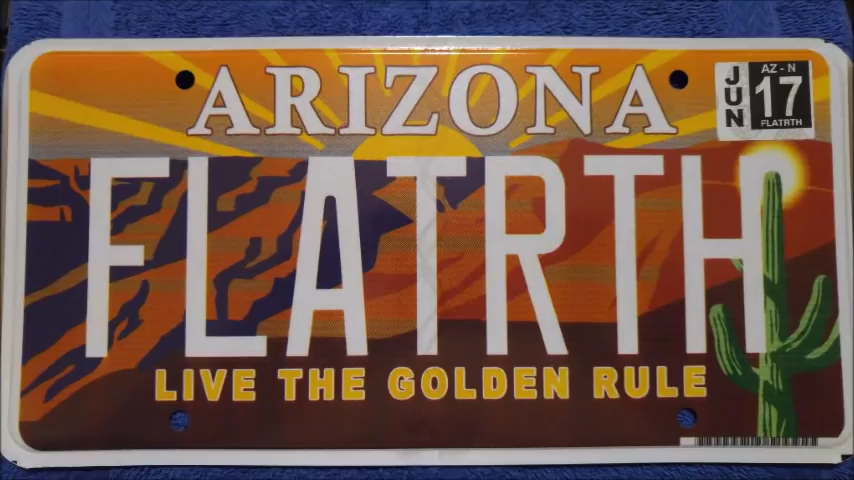 ARIZONA
JUN
AZ - N
17
FLATRTH
FLATRTH
LIVE THE GOLDEN RULE